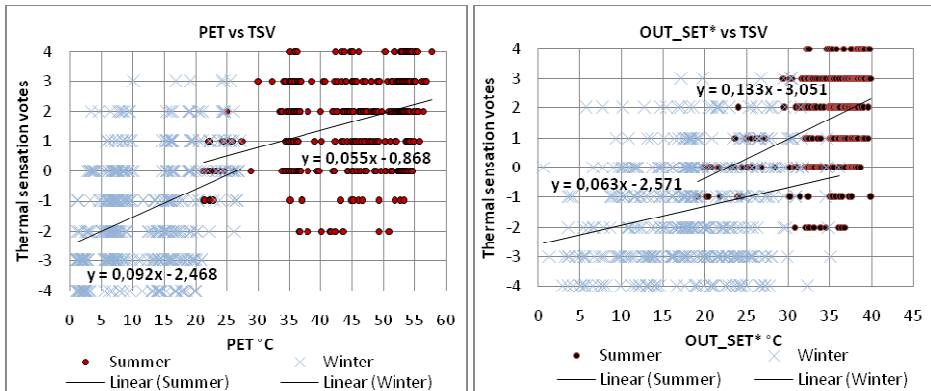 PET vs TSV
Thermal sensation votes
4
3
2
1
0
-1
-2
-3
-4
y = 0,055x - 0,868
y = 0,092x - 2,468
0 5 10 15 20 25 30 35 40 45 50 55 60
PET °C
Summer
Winter
Linear (Summer)
Linear (Winter)
OUT_SET* vs TSV
Thermal sensation votes
4
3
2
1
0
-1
-2
-3
-4
y = 0,133x - 3,051
y = 0,063x - 2,571
0 5 10 15 20 25 30 35 40 45
OUT_SET* °C
Summer
Winter
Linear (Summer)
Linear (Winter)